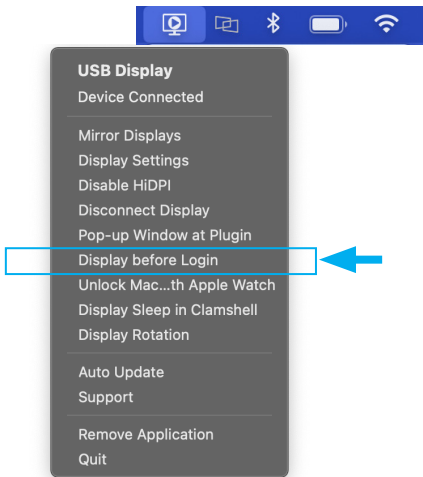 USB Display
Device Connected
Mirror Displays
Display Settings
Disable HiDPI
Disconnect Display
Pop-up Window at Plugin
Display before Login
Unlock Mac...th Apple Watch
Display Sleep in Clamshell
Display Rotation
Auto Update
Support
Remove Application
Quit